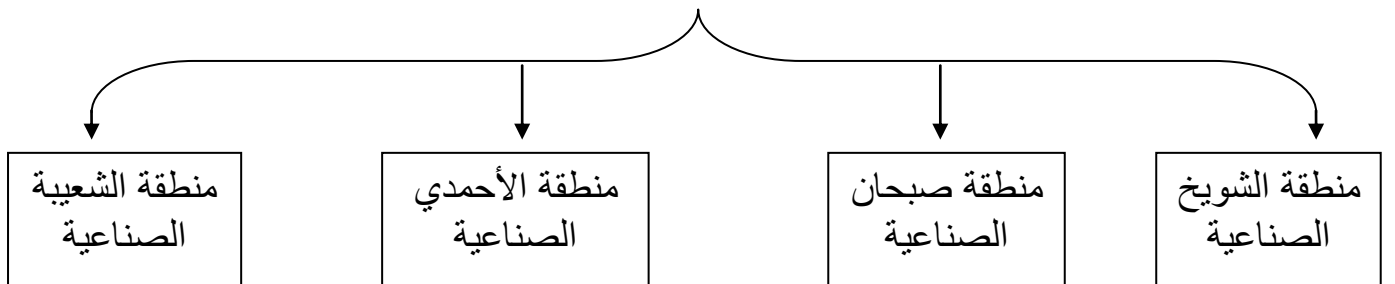 منطقة الشويخ
الصناعية
منطقة صبحان
الصناعية
منطقة الأحمدي
الصناعية
منطقة الشعيبة
الصناعية